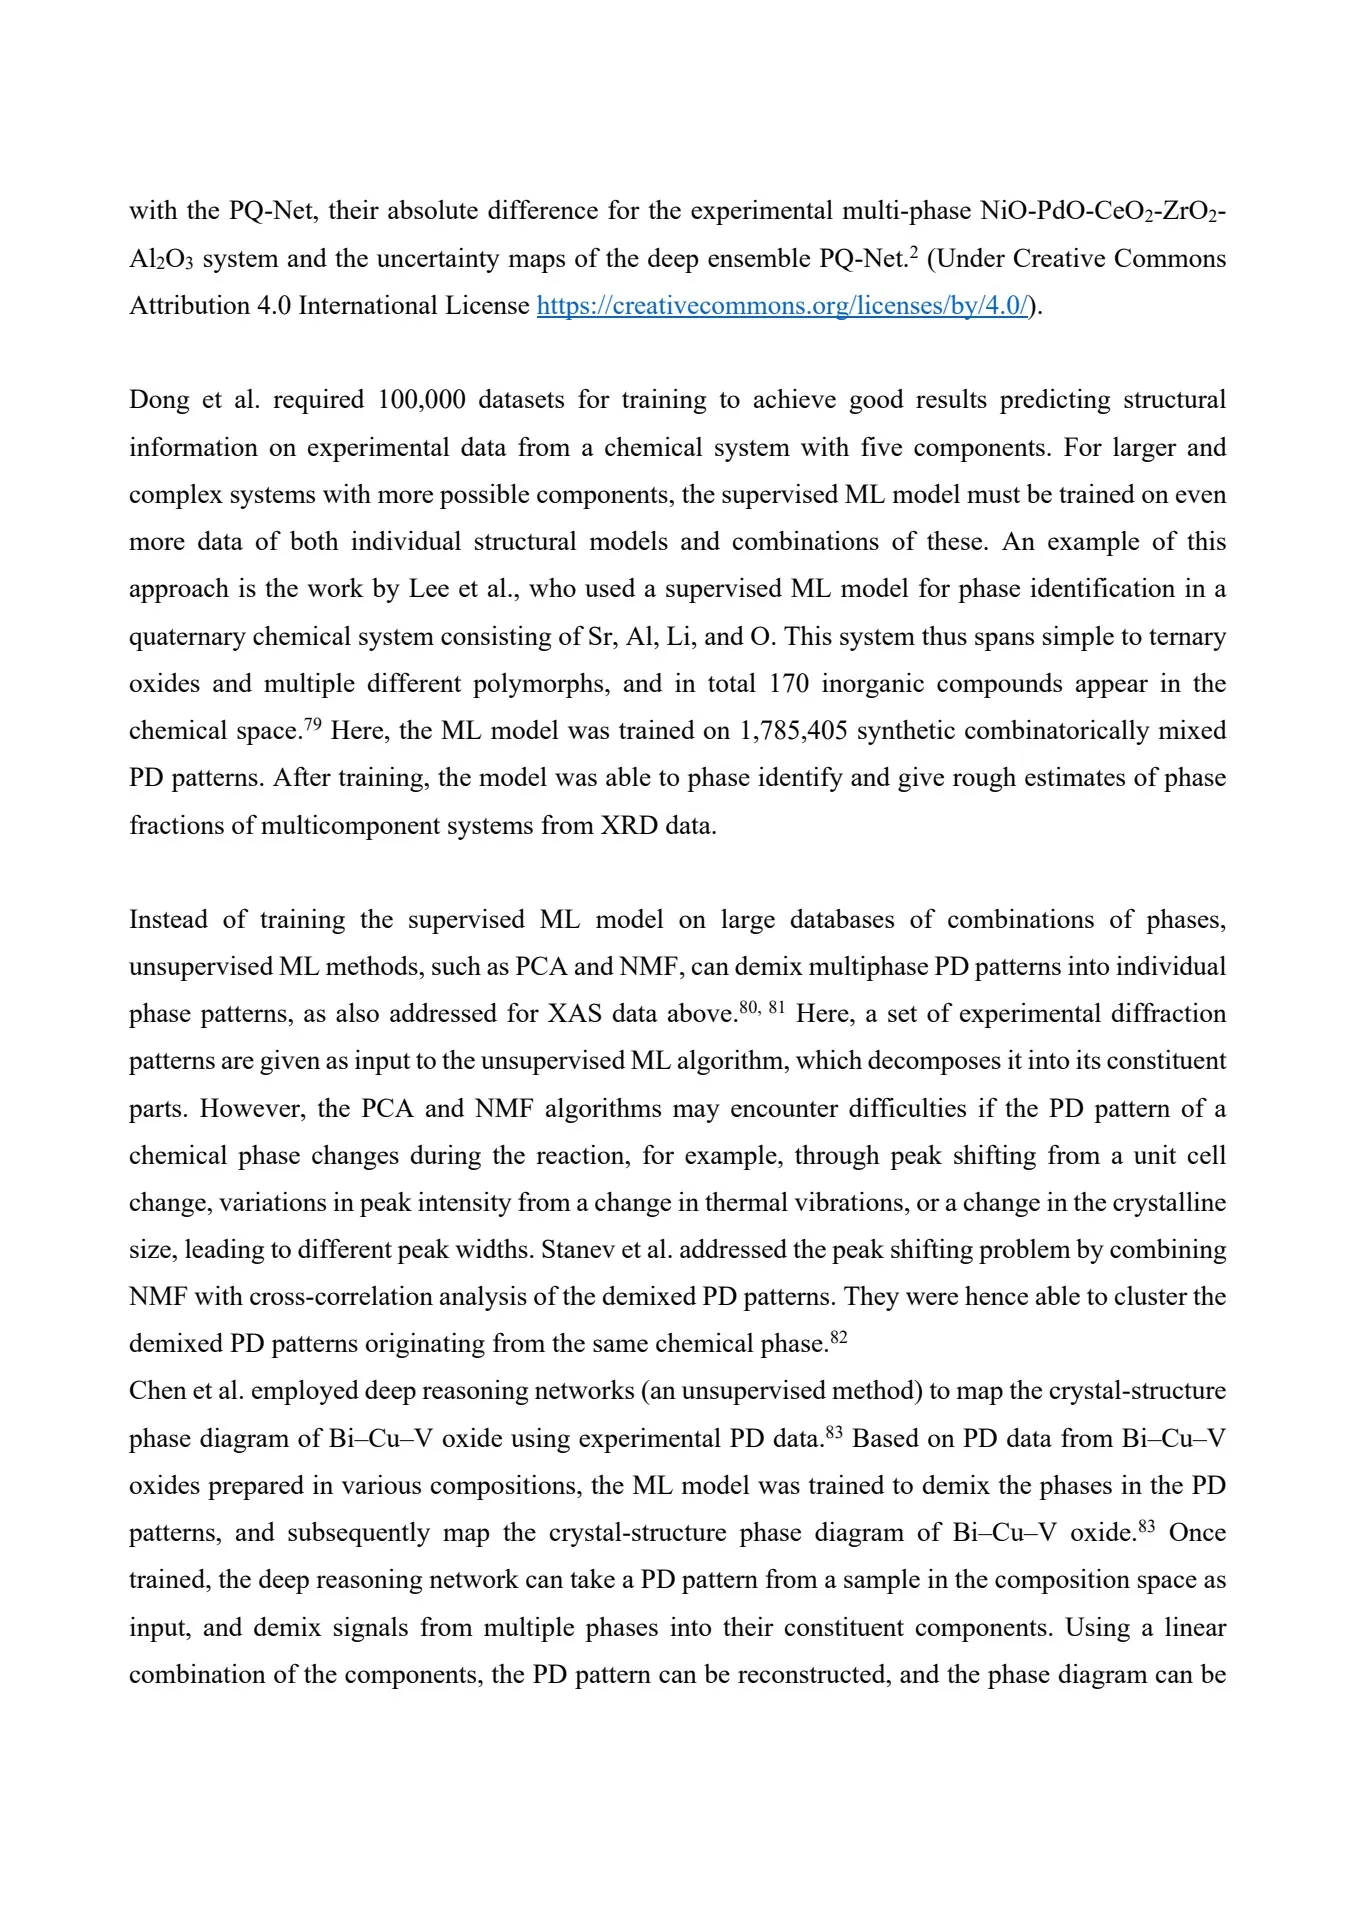 with the PQ-Net, their absolute difference for the experimental multi-phase NiO-PdO-CeO₂-ZrO₂-
Al₂O₃ system and the uncertainty maps of the deep ensemble PQ-Net.² (Under Creative Commons
Attribution 4.0 International License https://creativecommons.org/licenses/by/4.0/).
Dong et al. required 100,000 datasets for training to achieve good results predicting structural
information on experimental data from a chemical system with five components. For larger and
complex systems with more possible components, the supervised ML model must be trained on even
more data of both individual structural models and combinations of these. An example of this
approach is the work by Lee et al., who used a supervised ML model for phase identification in a
quaternary chemical system consisting of Sr, Al, Li, and O. This system thus spans simple to ternary
oxides and multiple different polymorphs, and in total 170 inorganic compounds appear in the
chemical space.⁷⁹ Here, the ML model was trained on 1,785,405 synthetic combinatorically mixed
PD patterns. After training, the model was able to phase identify and give rough estimates of phase
fractions of multicomponent systems from XRD data.
Instead of training the supervised ML model on large databases of combinations of phases,
unsupervised ML methods, such as PCA and NMF, can demix multiphase PD patterns into individual
phase patterns, as also addressed for XAS data above.⁸⁰, ⁸¹ Here, a set of experimental diffraction
patterns are given as input to the unsupervised ML algorithm, which decomposes it into its constituent
parts. However, the PCA and NMF algorithms may encounter difficulties if the PD pattern of a
chemical phase changes during the reaction, for example, through peak shifting from a unit cell
change, variations in peak intensity from a change in thermal vibrations, or a change in the crystalline
size, leading to different peak widths. Stanev et al. addressed the peak shifting problem by combining
NMF with cross-correlation analysis of the demixed PD patterns. They were hence able to cluster the
demixed PD patterns originating from the same chemical phase.⁸²
Chen et al. employed deep reasoning networks (an unsupervised method) to map the crystal-structure
phase diagram of Bi–Cu–V oxide using experimental PD data.⁸³ Based on PD data from Bi–Cu–V
oxides prepared in various compositions, the ML model was trained to demix the phases in the PD
patterns, and subsequently map the crystal-structure phase diagram of Bi–Cu–V oxide.⁸³ Once
trained, the deep reasoning network can take a PD pattern from a sample in the composition space as
input, and demix signals from multiple phases into their constituent components. Using a linear
combination of the components, the PD pattern can be reconstructed, and the phase diagram can be